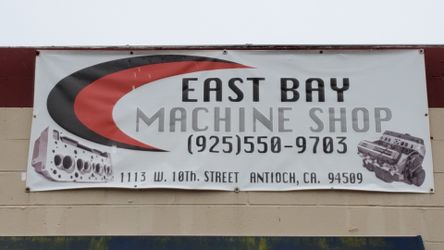 EAST BAY
MACHINE SHOP
(925)550-9703
1113 W. 10TH. STREET ANTIOCH, CA. 94509